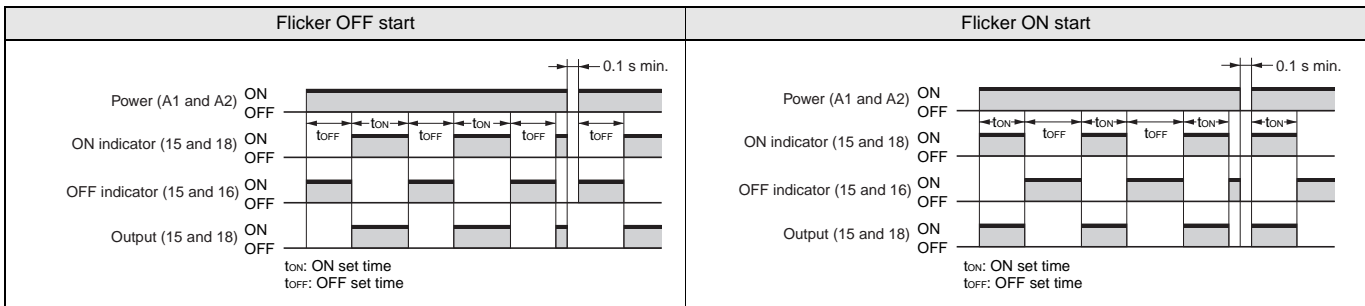 Flicker OFF start
Flicker ON start
0.1 s min.
Power (A1 and A2) ON
OFF
tOFF tON tOFF tON tOFF tOFF
ON indicator (15 and 18) ON
OFF
OFF indicator (15 and 16) ON
OFF
Output (15 and 18) ON
OFF
tON: ON set time
tOFF: OFF set time
0.1 s min.
Power (A1 and A2) ON
OFF
tON tOFF tON tOFF tON tON
ON indicator (15 and 18) ON
OFF
OFF indicator (15 and 16) ON
OFF
Output (15 and 18) ON
OFF
tON: ON set time
tOFF: OFF set time